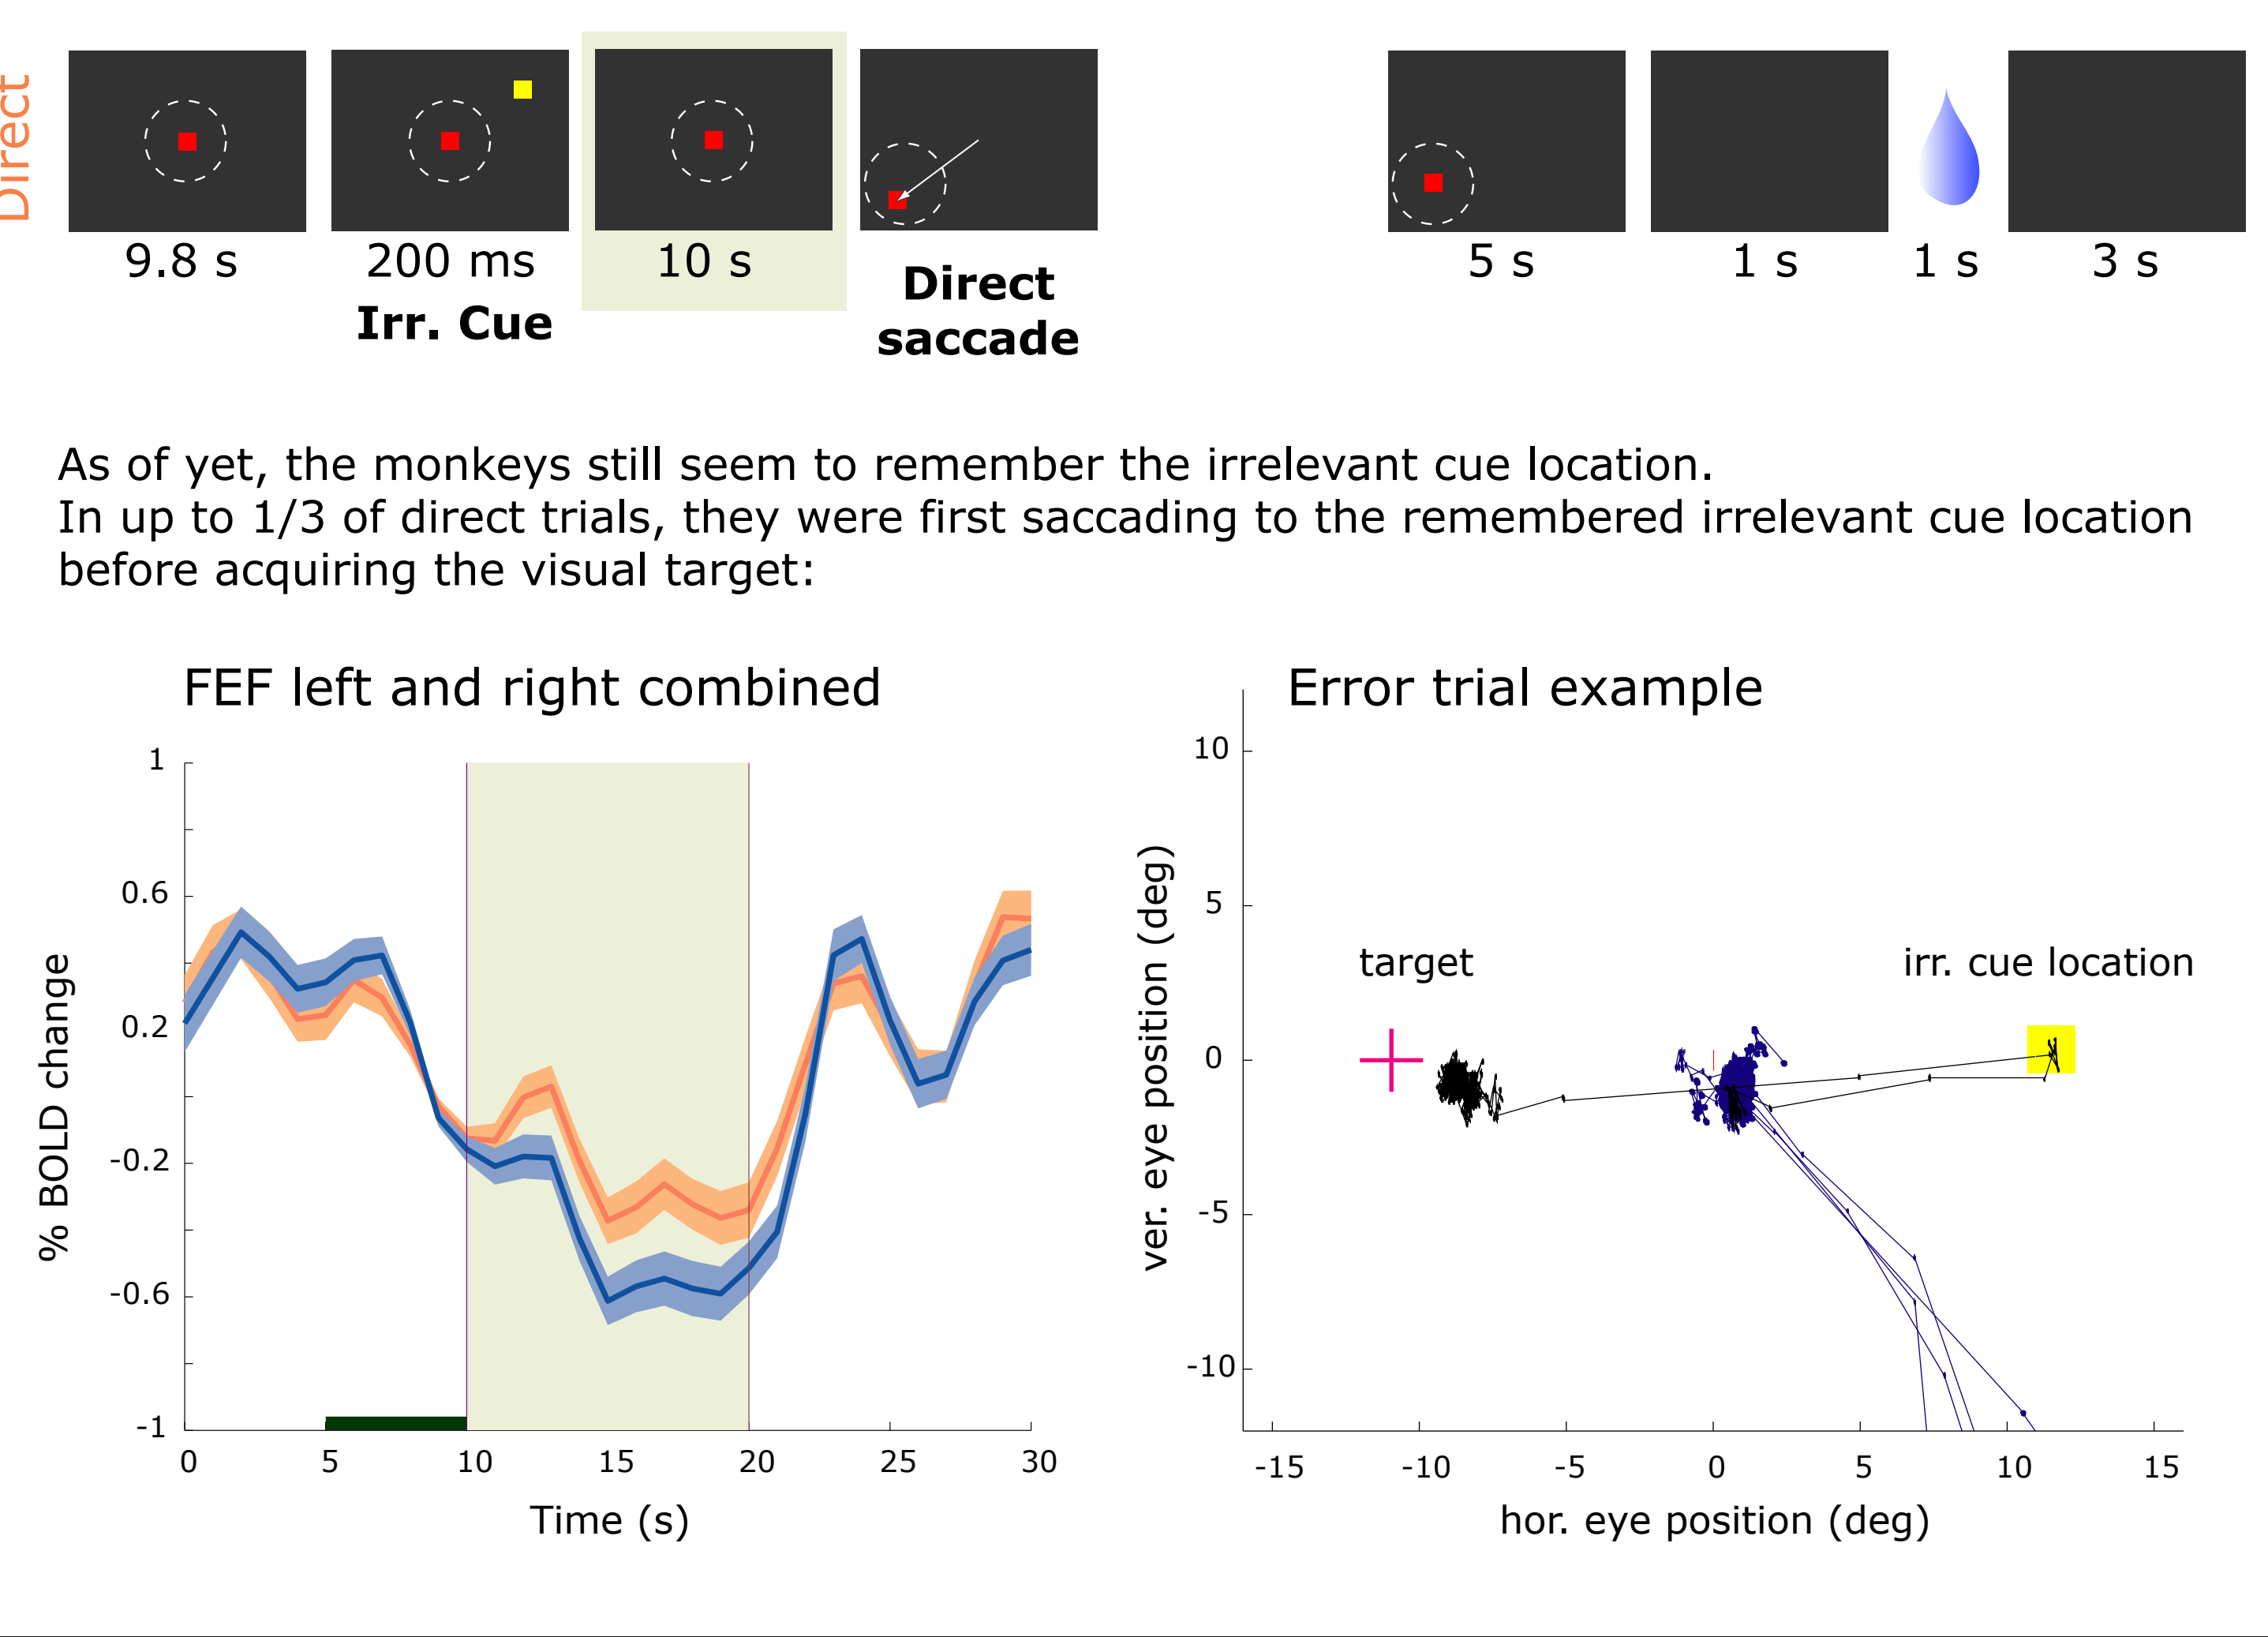 Direct
9.8 s
200 ms
10 s
5 s
1 s
1 s
3 s
Irr. Cue
Direct
saccade
As of yet, the monkeys still seem to remember the irrelevant cue location.
In up to 1/3 of direct trials, they were first saccading to the remembered irrelevant cue location
before acquiring the visual target:
FEF left and right combined
1
0.6
0.2
-0.2
-0.6
-1
% BOLD change
0 5 10 15 20 25 30
Time (s)
Error trial example
10
5
0
-5
-10
ver. eye position (deg)
target
irr. cue location
-15 -10 -5 0 5 10 15
hor. eye position (deg)